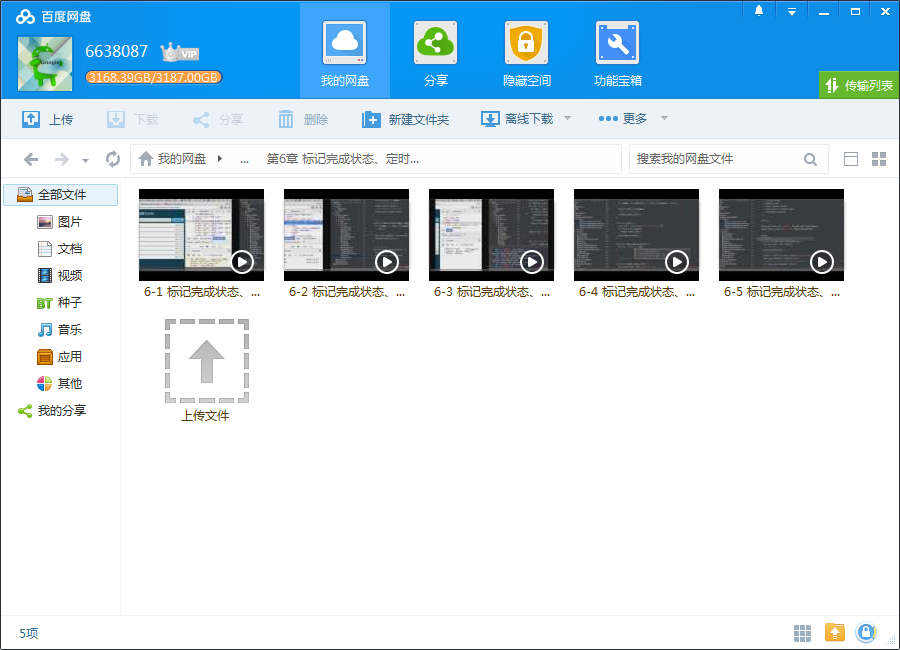 百度网盘
6638087 VIP
3168.39GB/3187.00GB
我的网盘
分享
隐藏空间
功能宝箱
传输列表
上传
下载
分享
删除
新建文件夹
离线下载
更多
我的网盘 ... 第6章 标记完成状态、定时...
搜索我的网盘文件
全部文件
图片
文档
视频
BT 种子
音乐
应用
其他
我的分享
6-1 标记完成状态、...
6-2 标记完成状态、...
6-3 标记完成状态、...
6-4 标记完成状态、...
6-5 标记完成状态、...
上传文件
5项